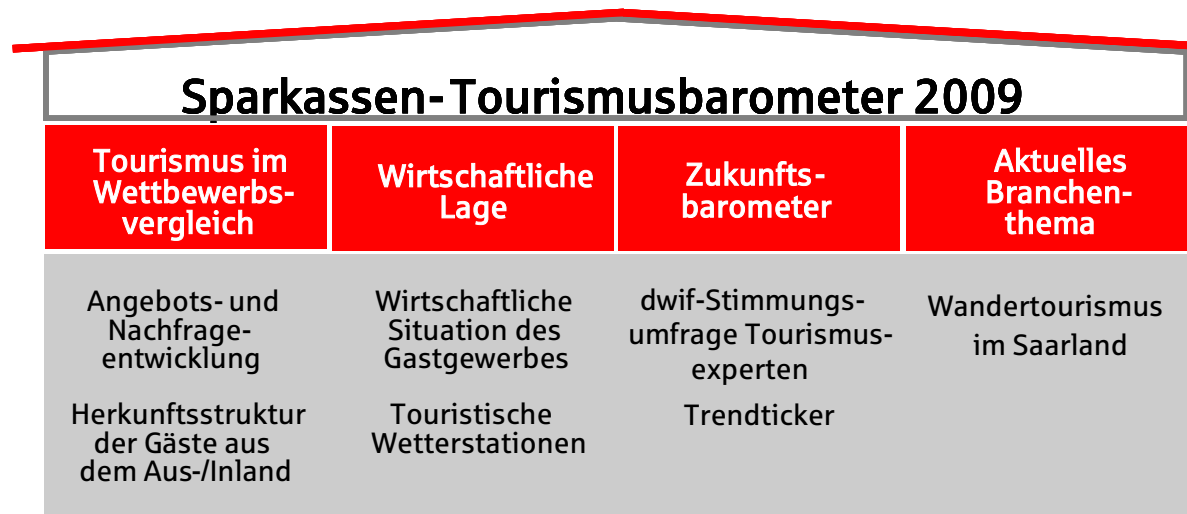 Sparkassen-Tourismusbarometer 2009
Tourismus im
Wettbewerbs-
vergleich
Wirtschaftliche
Lage
Zukunfts-
barometer
Aktuelles
Branchen-
thema
Angebots- und
Nachfrage-
entwicklung
Herkunftsstruktur
der Gäste aus
dem Aus-/Inland
Wirtschaftliche
Situation des
Gastgewerbes
Touristische
Wetterstationen
dwif-Stimmungs-
umfrage Tourismus-
experten
Trendticker
Wandertourismus
im Saarland